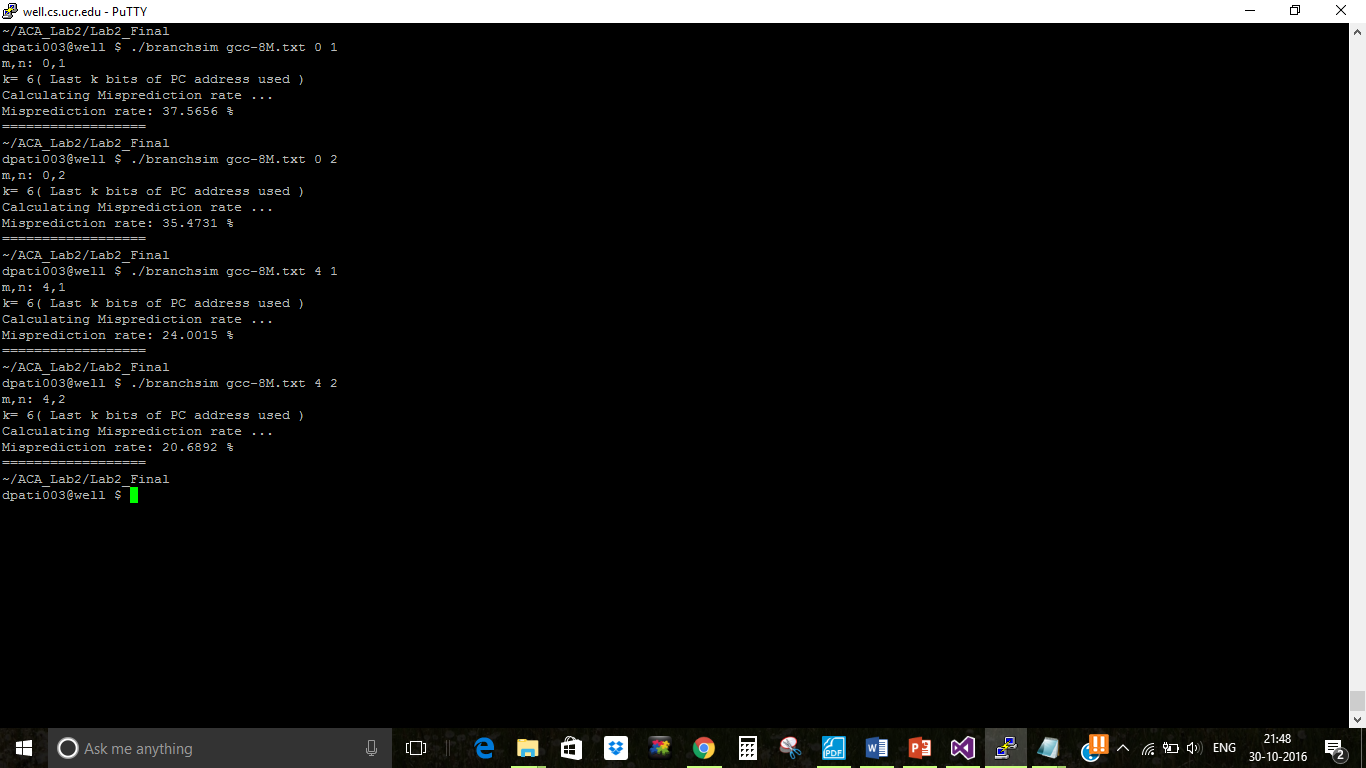 well.cs.ucr.edu - PuTTY
~/ACA_Lab2/Lab2_Final
dpati003@well $ ./branchsim gcc-8M.txt 0 1
m,n: 0,1
k= 6( Last k bits of PC address used )
Calculating Misprediction rate ...
Misprediction rate: 37.5656 %
==================
~/ACA_Lab2/Lab2_Final
dpati003@well $ ./branchsim gcc-8M.txt 0 2
m,n: 0,2
k= 6( Last k bits of PC address used )
Calculating Misprediction rate ...
Misprediction rate: 35.4731 %
==================
~/ACA_Lab2/Lab2_Final
dpati003@well $ ./branchsim gcc-8M.txt 4 1
m,n: 4,1
k= 6( Last k bits of PC address used )
Calculating Misprediction rate ...
Misprediction rate: 24.0015 %
==================
~/ACA_Lab2/Lab2_Final
dpati003@well $ ./branchsim gcc-8M.txt 4 2
m,n: 4,2
k= 6( Last k bits of PC address used )
Calculating Misprediction rate ...
Misprediction rate: 20.6892 %
==================
~/ACA_Lab2/Lab2_Final
dpati003@well $
Ask me anything
PDF
ENG
21:48
30-10-2016
2